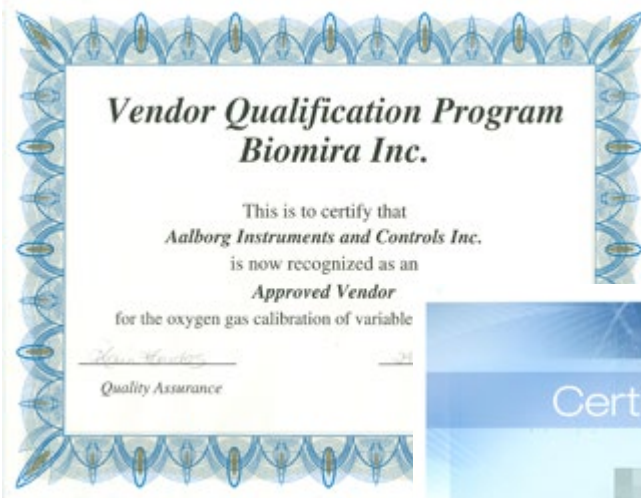 Vendor Qualification Program
Biomira Inc.
This is to certify that
Aalborg Instruments and Controls Inc.
is now recognized as an
Approved Vendor
for the oxygen gas calibration of variable
Quality Assurance
Cert